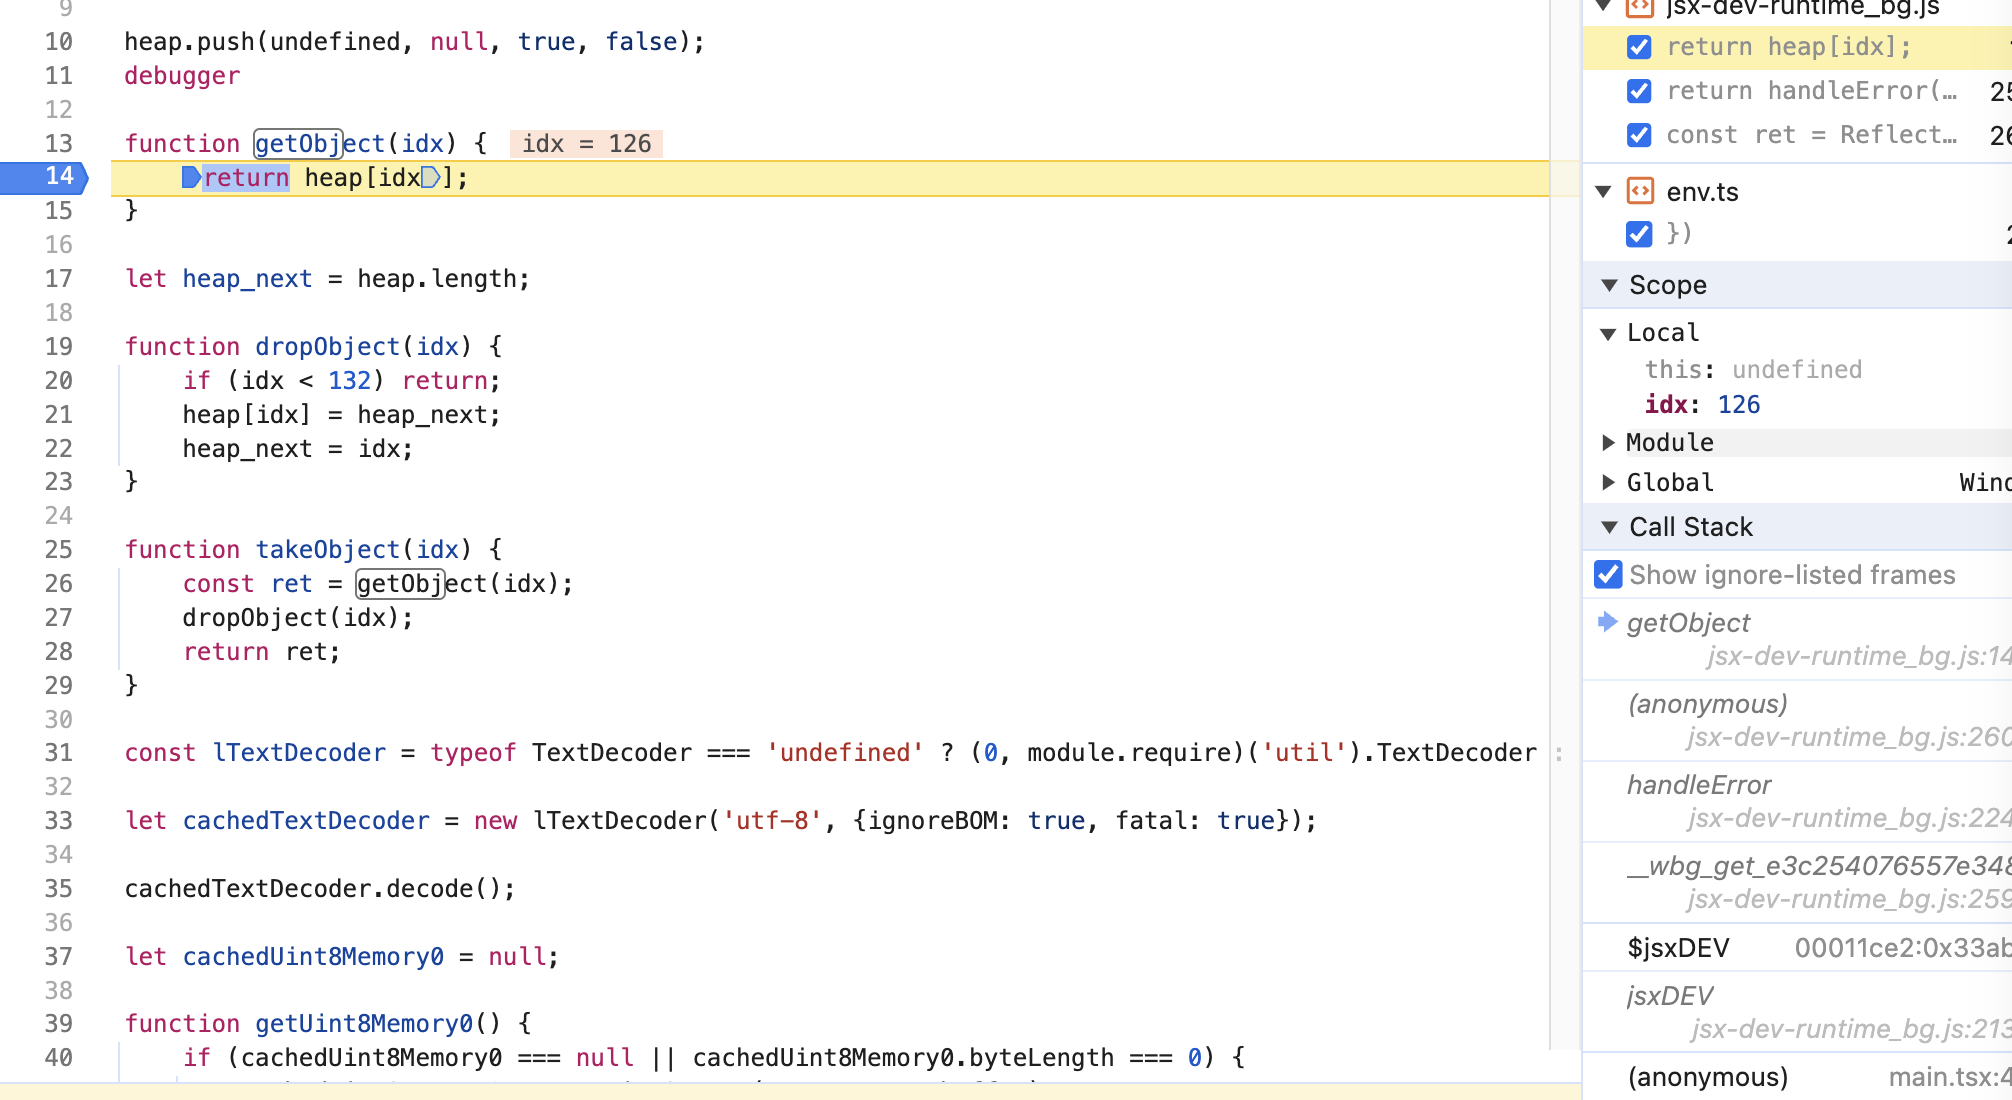 9
10 heap.push(undefined, null, true, false);
11 debugger
12
13 function getObject(idx) { idx = 126
14 return heap[idx];
15 }
16
17 let heap_next = heap.length;
18
19 function dropObject(idx) {
20 if (idx < 132) return;
21 heap[idx] = heap_next;
22 heap_next = idx;
23 }
24
25 function takeObject(idx) {
26 const ret = getObject(idx);
27 dropObject(idx);
28 return ret;
29 }
30
31 const lTextDecoder = typeof TextDecoder === 'undefined' ? (0, module.require)('util').TextDecoder :
32
33 let cachedTextDecoder = new lTextDecoder('utf-8', {ignoreBOM: true, fatal: true});
34
35 cachedTextDecoder.decode();
36
37 let cachedUint8Memory0 = null;
38
39 function getUint8Memory0() {
40 if (cachedUint8Memory0 === null || cachedUint8Memory0.byteLength === 0) {
jsx-dev-runtime_bg.js
return heap[idx];
return handleError(… 25
const ret = Reflect… 26
env.ts
})
Scope
Local
this: undefined
idx: 126
Module
Global Wind
Call Stack
Show ignore-listed frames
getObject
jsx-dev-runtime_bg.js:14
(anonymous)
jsx-dev-runtime_bg.js:260
handleError
jsx-dev-runtime_bg.js:224
__wbg_get_e3c254076557e348
jsx-dev-runtime_bg.js:259
$jsxDEV 00011ce2:0x33ab
jsxDEV
jsx-dev-runtime_bg.js:213
(anonymous) main.tsx:4